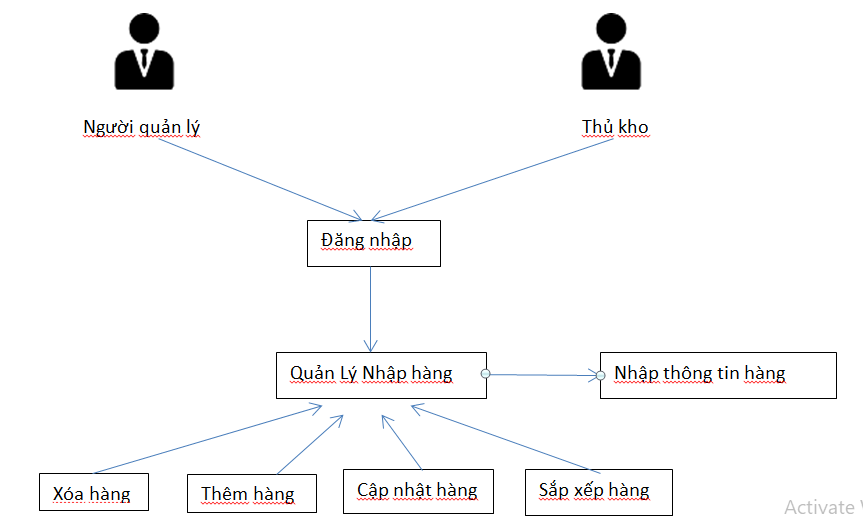 Người quản lý
Thủ kho
Đăng nhập
Quản Lý Nhập hàng
Nhập thông tin hàng
Xóa hàng
Thêm hàng
Cập nhật hàng
Sắp xếp hàng
Activate